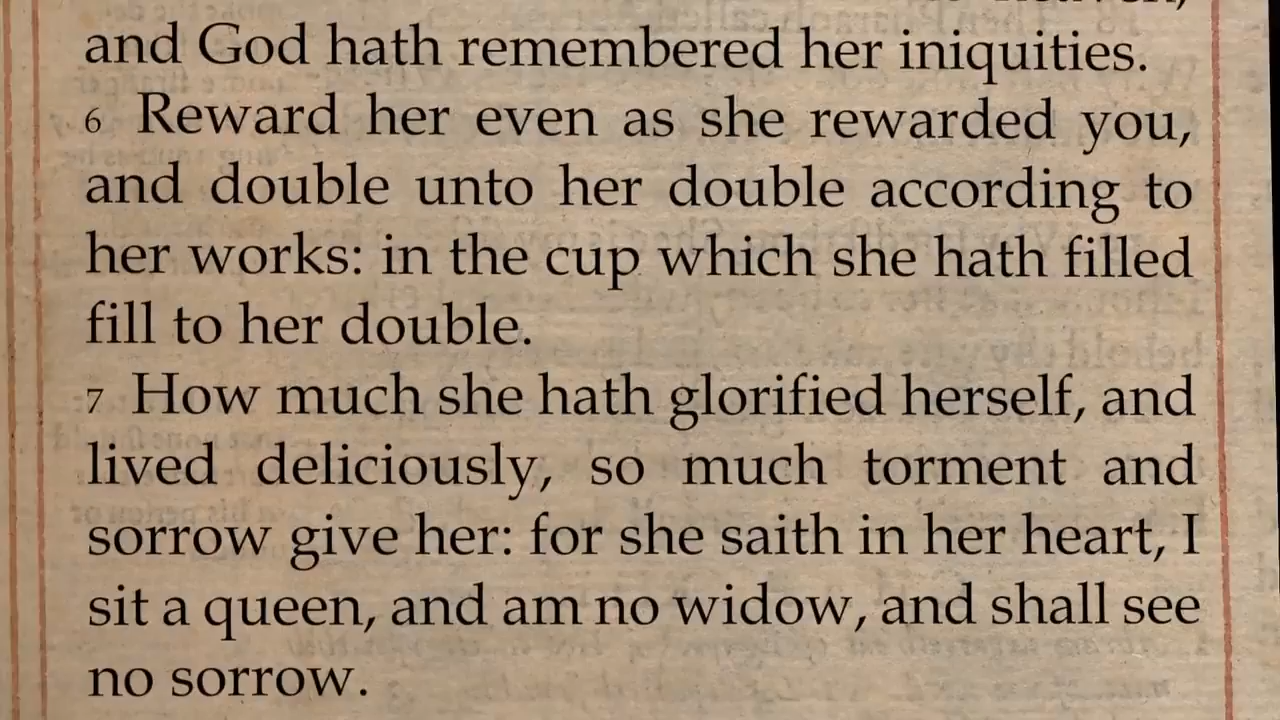 and God hath remembered her iniquities.
6 Reward her even as she rewarded you,
and double unto her double according to
her works: in the cup which she hath filled
fill to her double.
7 How much she hath glorified herself, and
lived deliciously, so much torment and
sorrow give her: for she saith in her heart, I
sit a queen, and am no widow, and shall see
no sorrow.